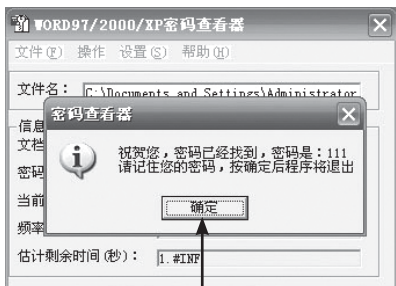 WORD97/2000/XP密码查看器
文件(F) 操作 设置(S) 帮助(H)
文件名： C:\Documents and Settings\Administrator
密码查看器
信息
文档
祝贺您，密码已经找到，密码是：111
请记住您的密码，按确定后程序将退出
密码
当前
确定
频率
估计剩余时间(秒)： 1.#INF